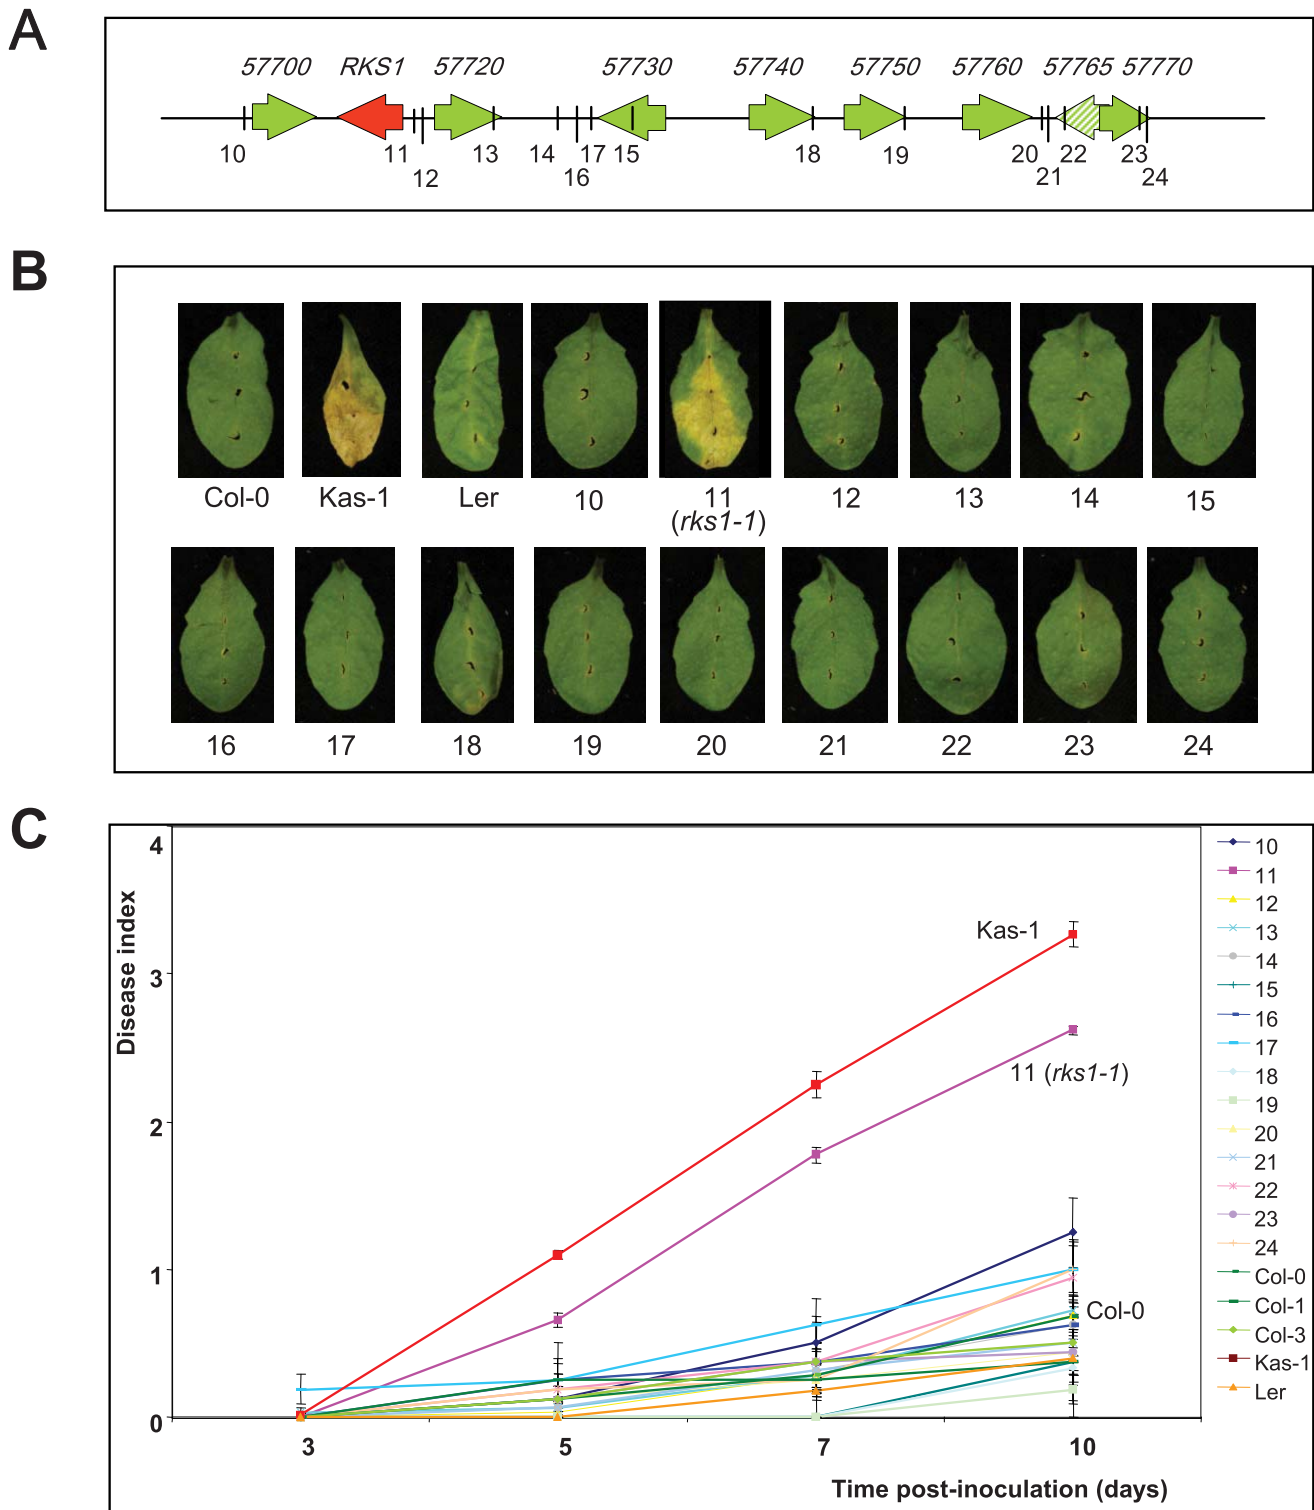 A
57700 RKS1 57720 57730 57740 57750 57760 57765 57770
10 11 13 14 17 15 18 19 20 22 23
12 16 21 24
B
Col-0 Kas-1 Ler 10 11 12 13 14 15
(rks1-1)
16 17 18 19 20 21 22 23 24
C
Disease index
4
3
2
1
0
3 5 7 10
Time post-inoculation (days)
Kas-1
11 (rks1-1)
Col-0
10
11
12
13
14
15
16
17
18
19
20
21
22
23
24
Col-0
Col-1
Col-3
Kas-1
Ler